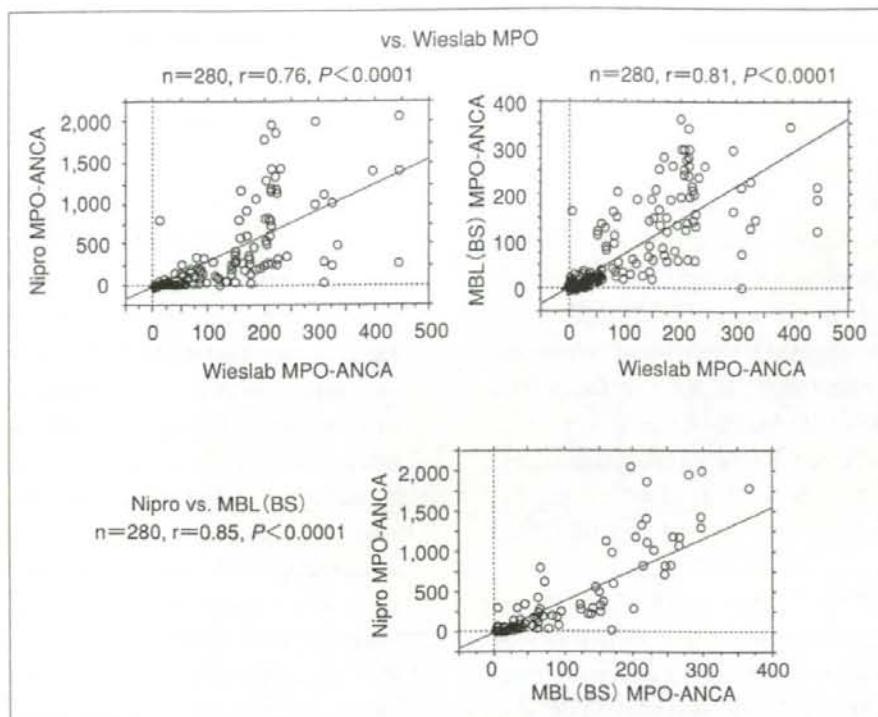 vs. Wieslab MPO
n=280, r=0.76, P<0.0001
n=280, r=0.81, P<0.0001
Nipro MPO-ANCA
2,000
1,500
1,000
500
0
0 100 200 300 400 500
Wieslab MPO-ANCA
MBL(BS) MPO-ANCA
400
300
200
100
0
0 100 200 300 400 500
Wieslab MPO-ANCA
Nipro vs. MBL(BS)
n=280, r=0.85, P<0.0001
Nipro MPO-ANCA
2,000
1,500
1,000
500
0
0 100 200 300 400
MBL(BS) MPO-ANCA